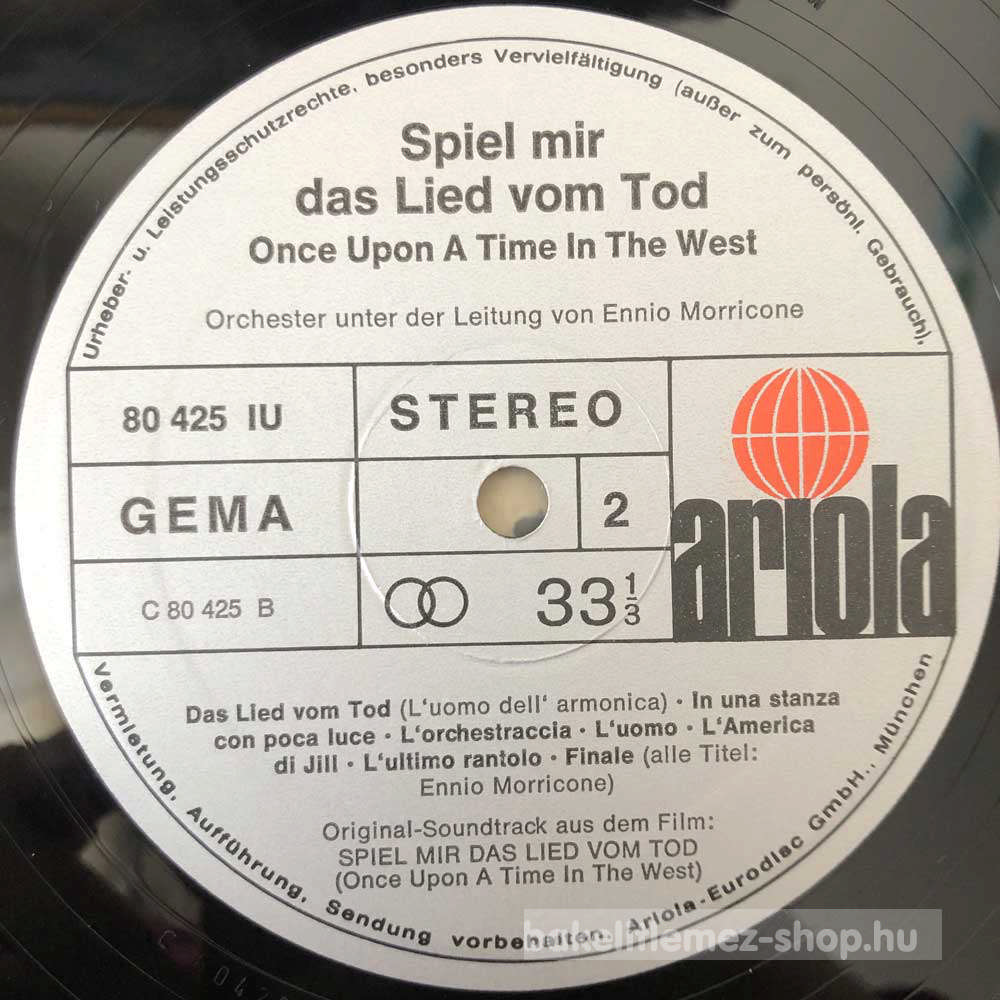 Urheber- u. Leistungsschutzrechte, besonders Vervielfältigung (außer zum persönl. Gebrauch),
Spiel mir
das Lied vom Tod
Once Upon A Time In The West
Orchester unter der Leitung von Ennio Morricone
80 425 IU
STEREO
GEMA
2
C 80 425 B
33 1/3
ariola
Das Lied vom Tod (L'uomo dell' armonica) · In una stanza
con poca luce · L'orchestraccia · L'uomo · L'America
di Jill · L'ultimo rantolo · Finale (alle Titel:
Ennio Morricone)
Original-Soundtrack aus dem Film:
SPIEL MIR DAS LIED VOM TOD
(Once Upon A Time In The West)
Vermietung, Aufführung, Sendung vorbehalten. Ariola-Eurodisc GmbH., München
bakelitlemez-shop.hu